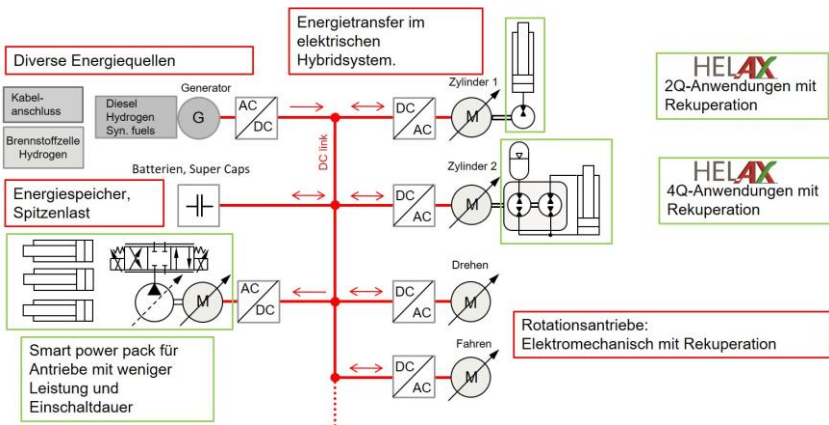 Diverse Energiequellen
Energietransfer im
elektrischen
Hybridsystem.
Kabel-
anschluss
Brennstoffzelle
Hydrogen
Diesel
Hydrogen
Syn. fuels
Generator
G
AC
DC
DC link
DC
AC
Zylinder 1
M
HELAX
2Q-Anwendungen mit
Rekuperation
Batterien, Super Caps
Energiespeicher,
Spitzenlast
DC
AC
Zylinder 2
M
HELAX
4Q-Anwendungen mit
Rekuperation
M
AC
DC
DC
AC
Drehen
M
Smart power pack für
Antriebe mit weniger
Leistung und
Einschaltdauer
DC
AC
Fahren
M
Rotationsantriebe:
Elektromechanisch mit Rekuperation